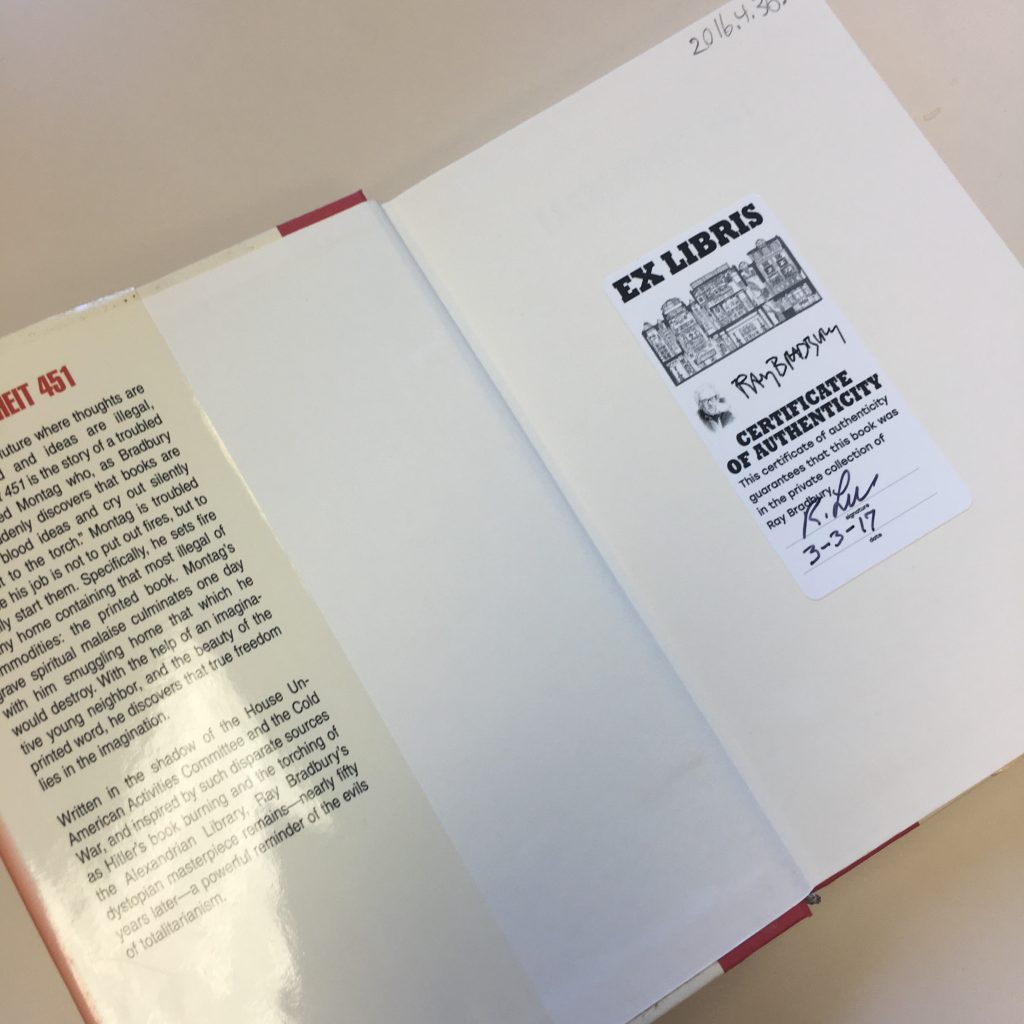 HEIT 451
future where thoughts are
and ideas are illegal,
451 is the story of a troubled
Montag who, as Bradbury
discovers that books are
blood ideas and cry out silently
to the torch." Montag is troubled
his job is not to put out fires, but to
start them. Specifically, he sets fire
home containing that most illegal of
commodities: the printed book. Montag's
grave spiritual malaise culminates one day
with him smuggling home that which he
would destroy. With the help of an imagina-
tive young neighbor, and the beauty of the
printed word, he discovers that true freedom
lies in the imagination.
Written in the shadow of the House Un-
American Activities Committee and the Cold
War, and inspired by such disparate sources
as Hitler's book burning and the torching of
the Alexandrian Library, Ray Bradbury's
dystopian masterpiece remains—nearly fifty
years later—a powerful reminder of the evils
of totalitarianism.
2016.4.36.
EX LIBRIS
RAY BRADBURY
CERTIFICATE
OF AUTHENTICITY
This certificate of authenticity
guarantees that this book was
in the private collection of
Ray Bradbury.
signature
3-3-17
date